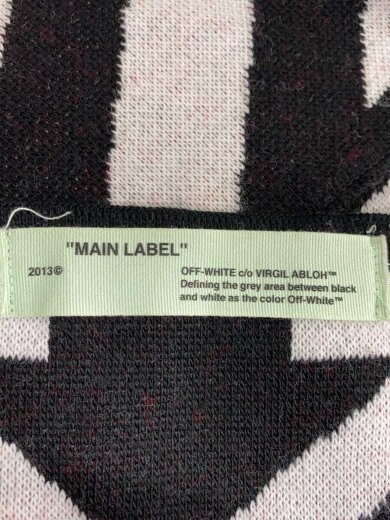 "MAIN LABEL"
2013©
OFF-WHITE c/o VIRGIL ABLOH™
Defining the grey area between black
and white as the color Off-White™